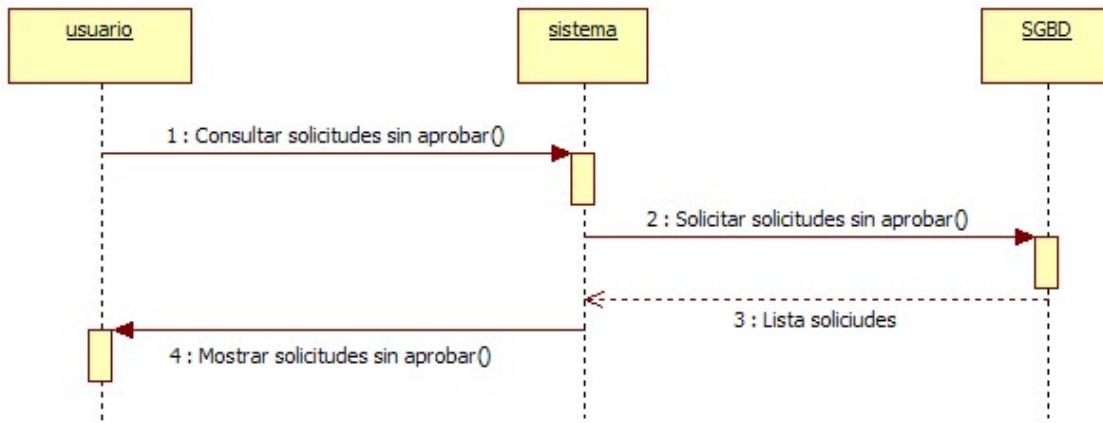 usuario
sistema
SGBD
1 : Consultar solicitudes sin aprobar()
2 : Solicitar solicitudes sin aprobar()
3 : Lista soliciudes
4 : Mostrar solicitudes sin aprobar()